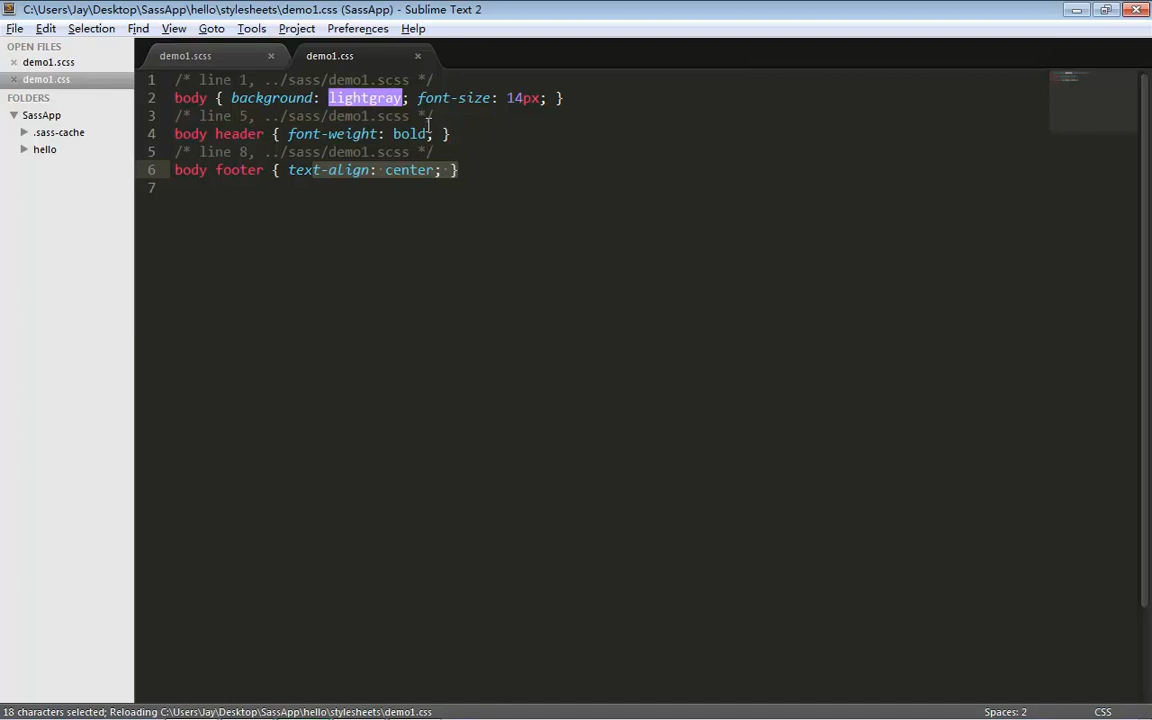 C:\Users\Jay\Desktop\SassApp\hello\stylesheets\demo1.css (SassApp) - Sublime Text 2
File Edit Selection Find View Goto Tools Project Preferences Help
OPEN FILES
× demo1.scss
× demo1.css
FOLDERS
SassApp
.sass-cache
hello
demo1.scss × demo1.css ×
1 /* line 1, ../sass/demo1.scss */
2 body { background: lightgray; font-size: 14px; }
3 /* line 5, ../sass/demo1.scss */
4 body header { font-weight: bold; }
5 /* line 8, ../sass/demo1.scss */
6 body footer { text-align: center; }
7
18 characters selected; Reloading C:\Users\Jay\Desktop\SassApp\hello\stylesheets\demo1.css Spaces: 2 CSS